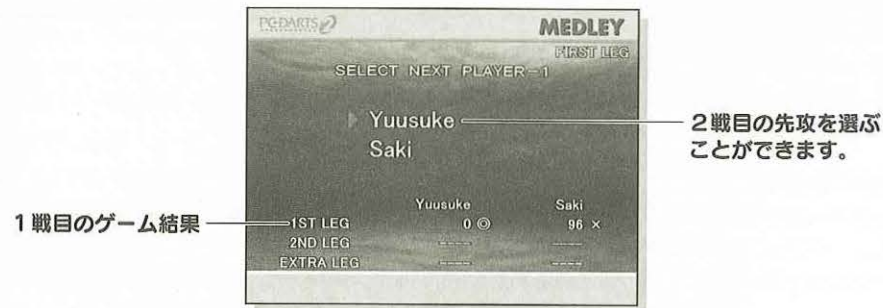 PC-DARTS 2
MEDLEY
FIRST LEG
SELECT NEXT PLAYER-1
Yuusuke
Saki
2戦目の先攻を選ぶ
ことができます。
1戦目のゲーム結果
Yuusuke Saki
1ST LEG 0 ◎ 96 ×
2ND LEG ---- ----
EXTRA LEG ---- ----